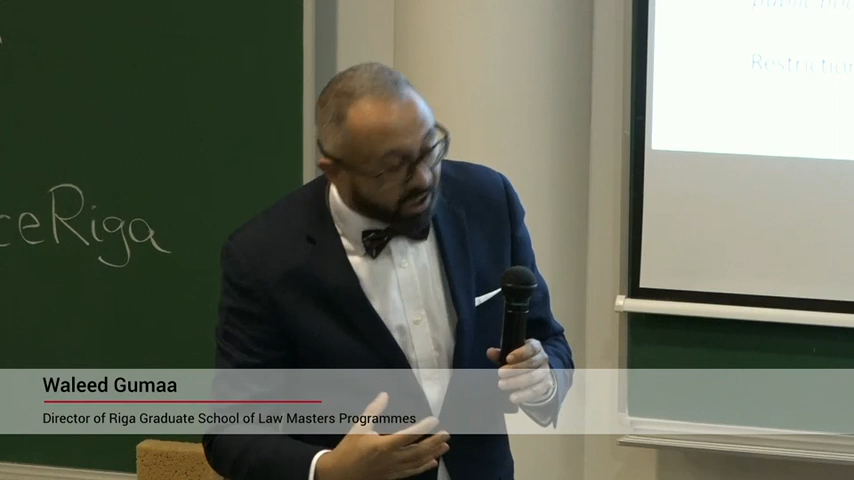 Restriction
ceRiga
Waleed Gumaa
Director of Riga Graduate School of Law Masters Programmes